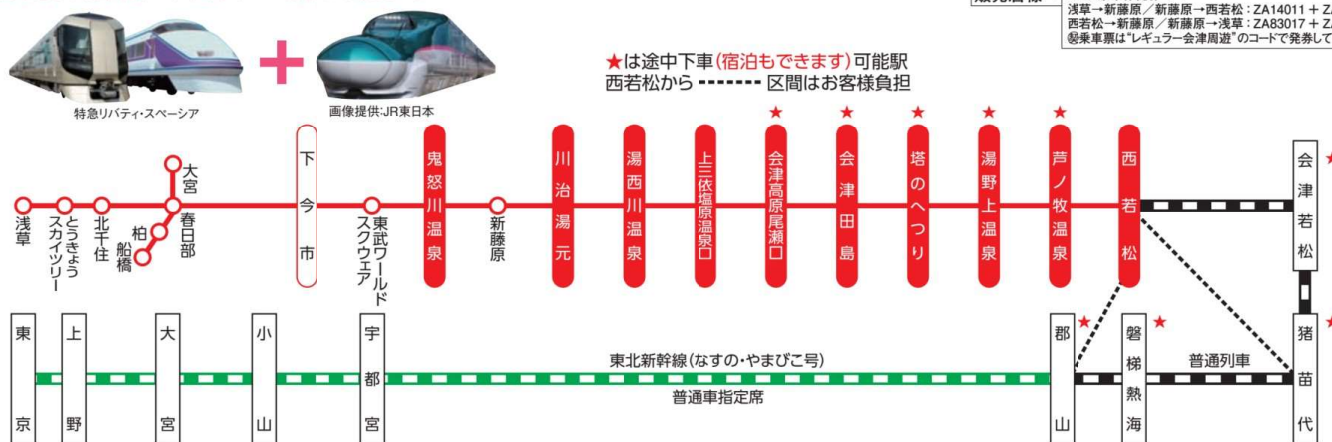 浅草→新藤原／新藤原→西若松：ZA14011＋ZA
西若松→新藤原／新藤原→浅草：ZA83017＋ZA
㊙乗車票は"レギュラー会津周遊"のコードで発券して
特急リバティ・スペーシア
＋
画像提供:JR東日本
★は途中下車(宿泊もできます)可能駅
西若松から ------- 区間はお客様負担
浅草
とうきょうスカイツリー
北千住
大宮
春日部
柏
船橋
下今市
東武ワールドスクウェア
鬼怒川温泉
新藤原
川治湯元
湯西川温泉
上三依塩原温泉口
★
会津高原尾瀬口
★
会津田島
★
塔のへつり
★
湯野上温泉
★
芦ノ牧温泉
西若松
会津若松
★
東京
上野
大宮
小山
宇都宮
東北新幹線(なすの・やまびこ号)
普通車指定席
郡山
★
磐梯熱海
★
普通列車
猪苗代
★